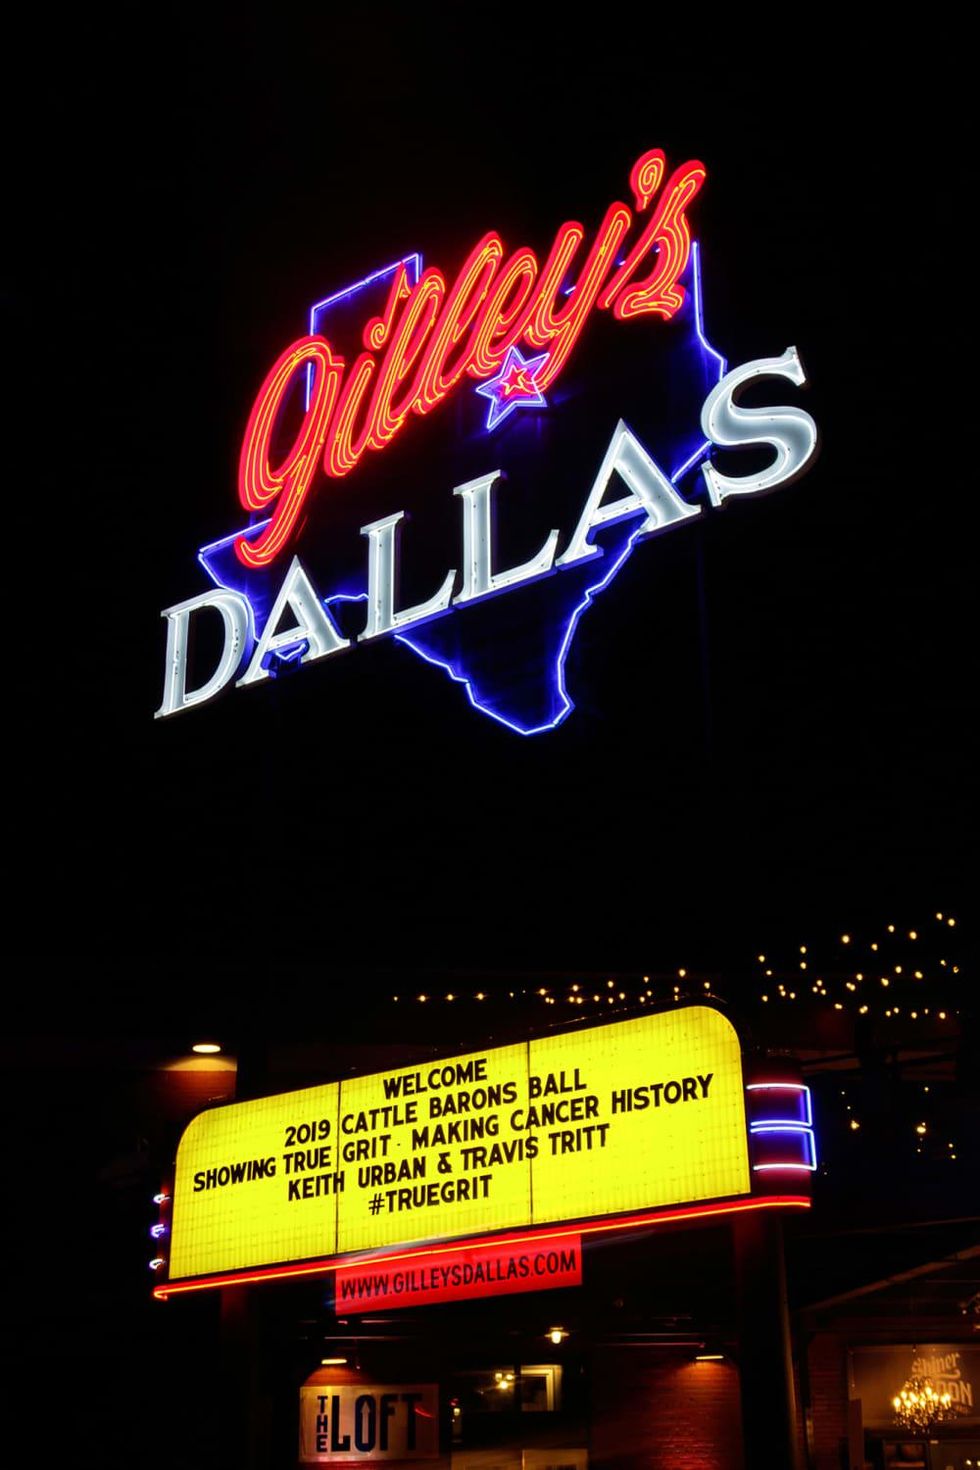 Gilley's
DALLAS
WELCOME
2019 CATTLE BARONS BALL
SHOWING TRUE GRIT - MAKING CANCER HISTORY
KEITH URBAN & TRAVIS TRITT
#TRUEGRIT
WWW.GILLEYSDALLAS.COM
THE LOFT
Shiner